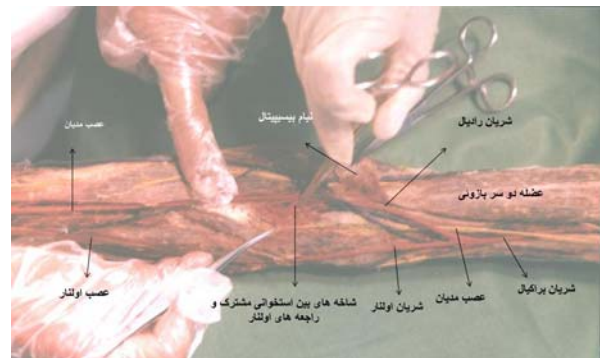 نیام بیسیپیتال
شریان رادیال
عصب مدیان
عضله دو سر بازوئی
شریان براکیال
عصب مدیان
شریان اولنار
شاخه های بین استخوانی مشترک و
راجعه های اولنار
عصب اولنار